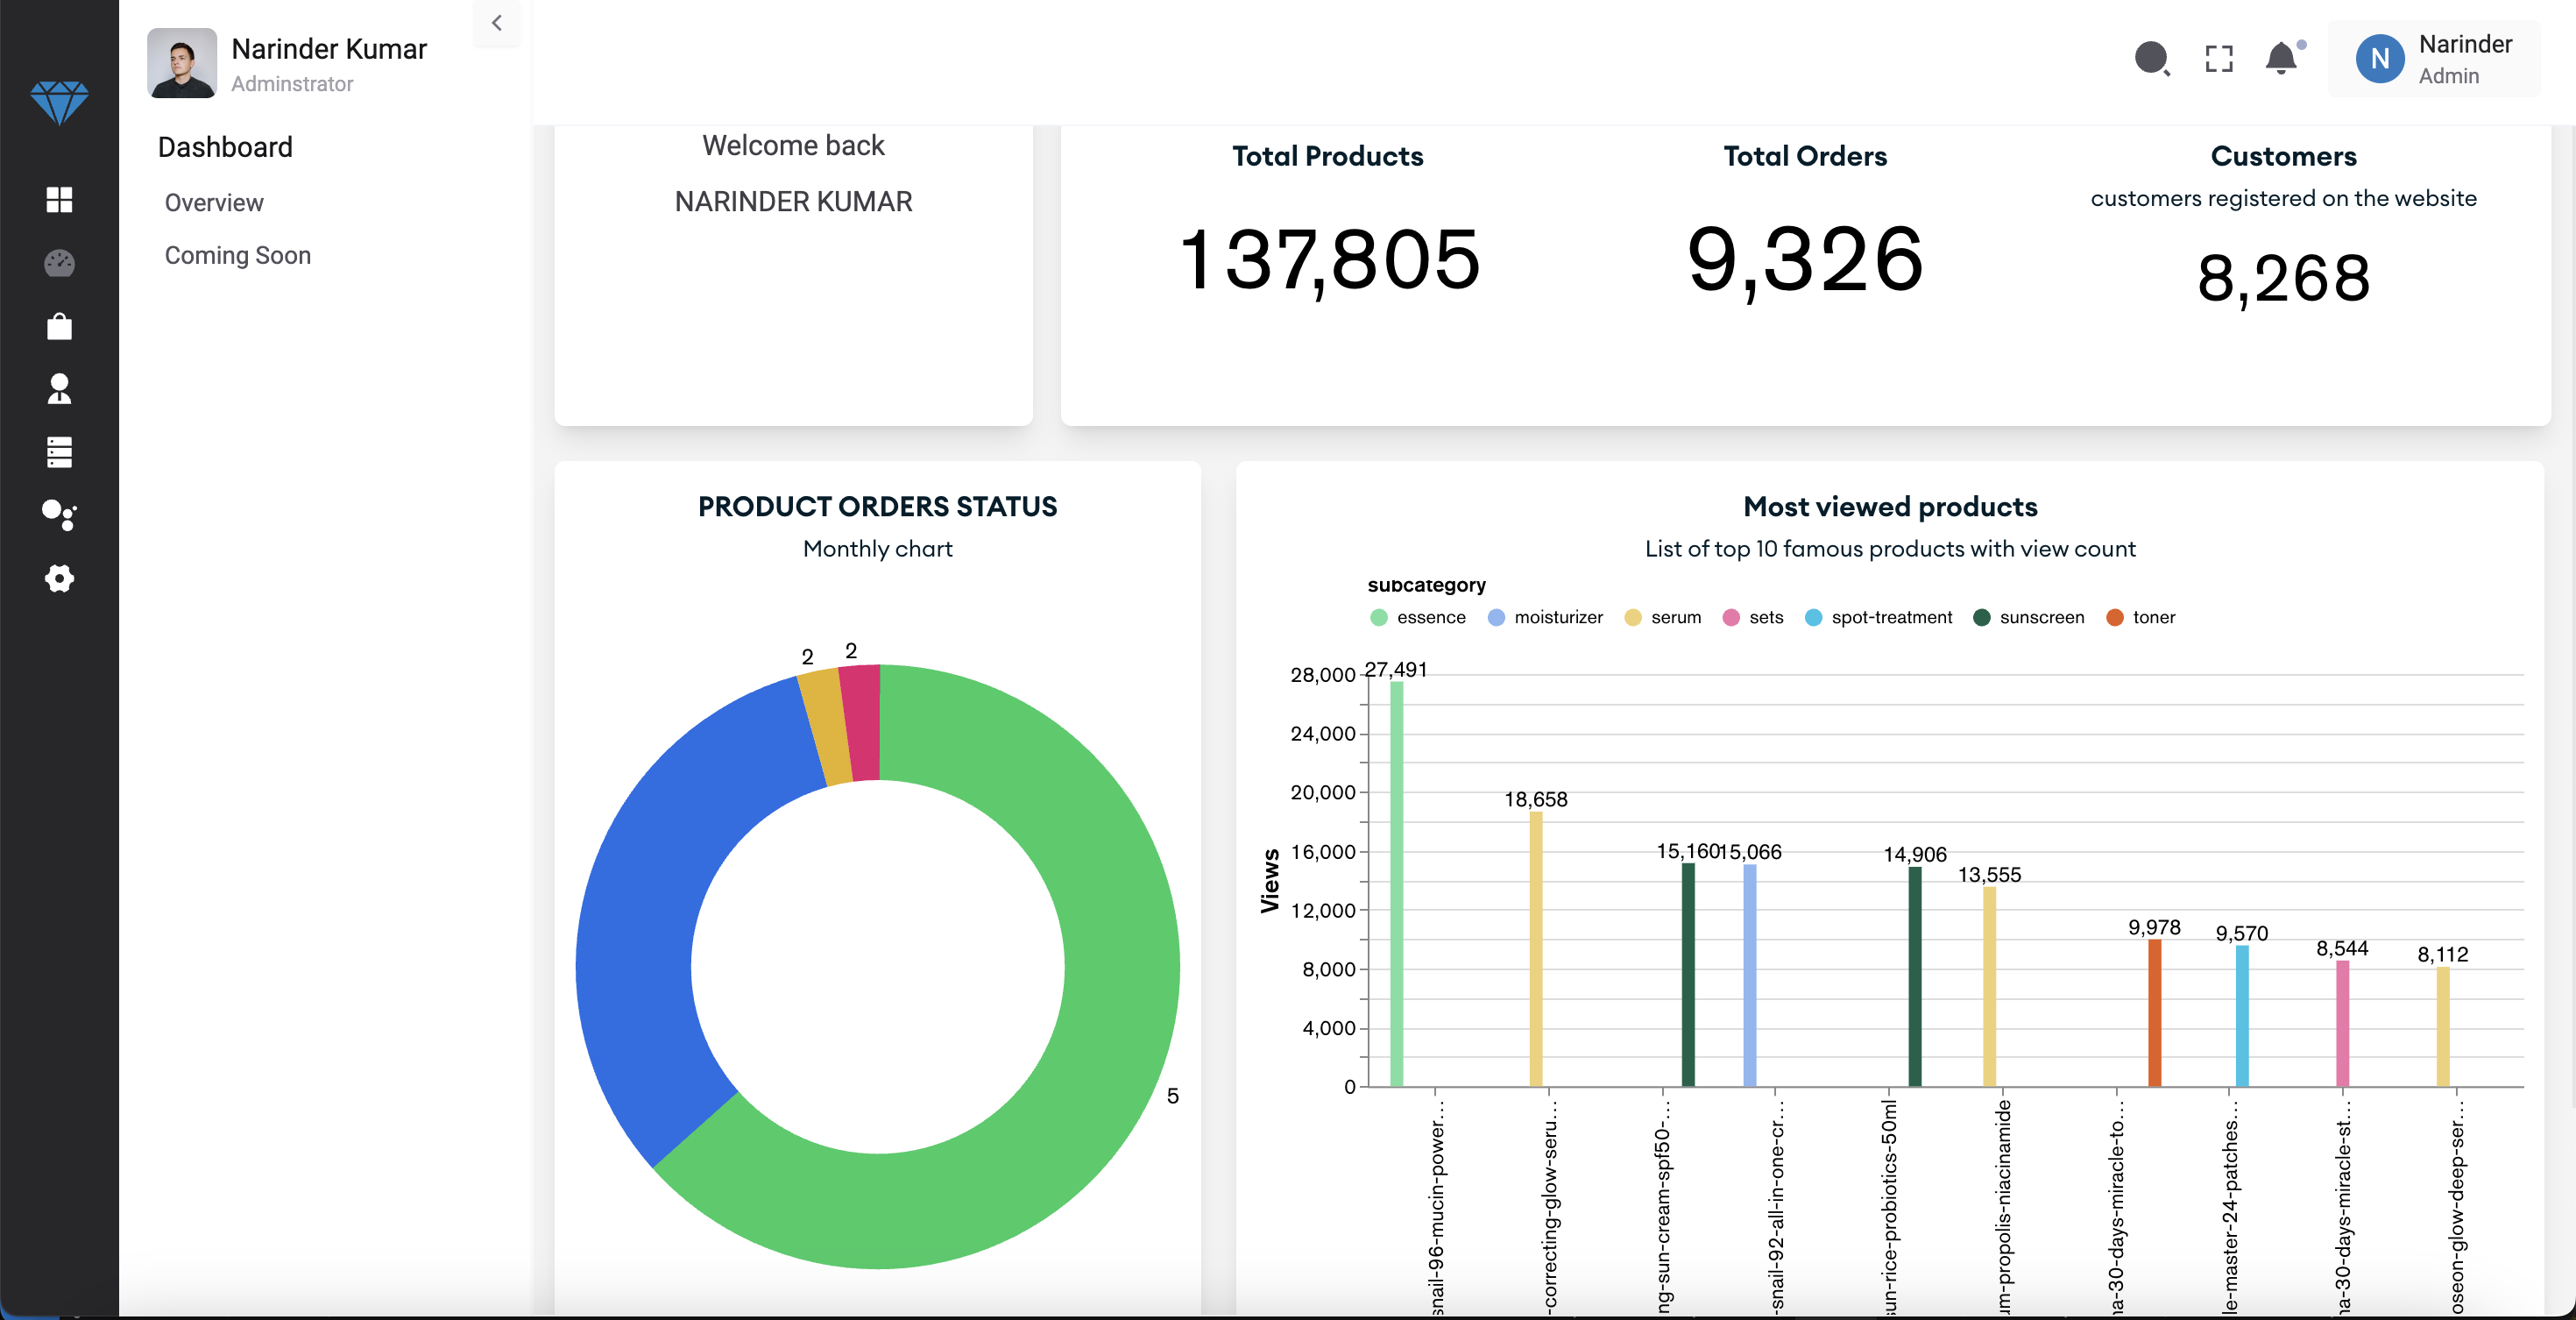 Narinder Kumar
Adminstrator
Dashboard
Overview
Coming Soon
N
Narinder
Admin
Welcome back
NARINDER KUMAR
Total Products
137,805
Total Orders
9,326
Customers
customers registered on the website
8,268
PRODUCT ORDERS STATUS
Monthly chart
2
2
5
Most viewed products
List of top 10 famous products with view count
subcategory
essence moisturizer serum sets spot-treatment sunscreen toner
Views
28,000
24,000
20,000
16,000
12,000
8,000
4,000
0
27,491
18,658
15,160
15,066
14,906
13,555
9,978
9,570
8,544
8,112
snail-96-mucin-power...
-correcting-glow-seru...
ng-sun-cream-spf50-...
-snail-92-all-in-one-cr...
sun-rice-probiotics-50ml
um-propolis-niacinamide
na-30-days-miracle-to...
le-master-24-patches...
na-30-days-miracle-st...
oseon-glow-deep-ser...